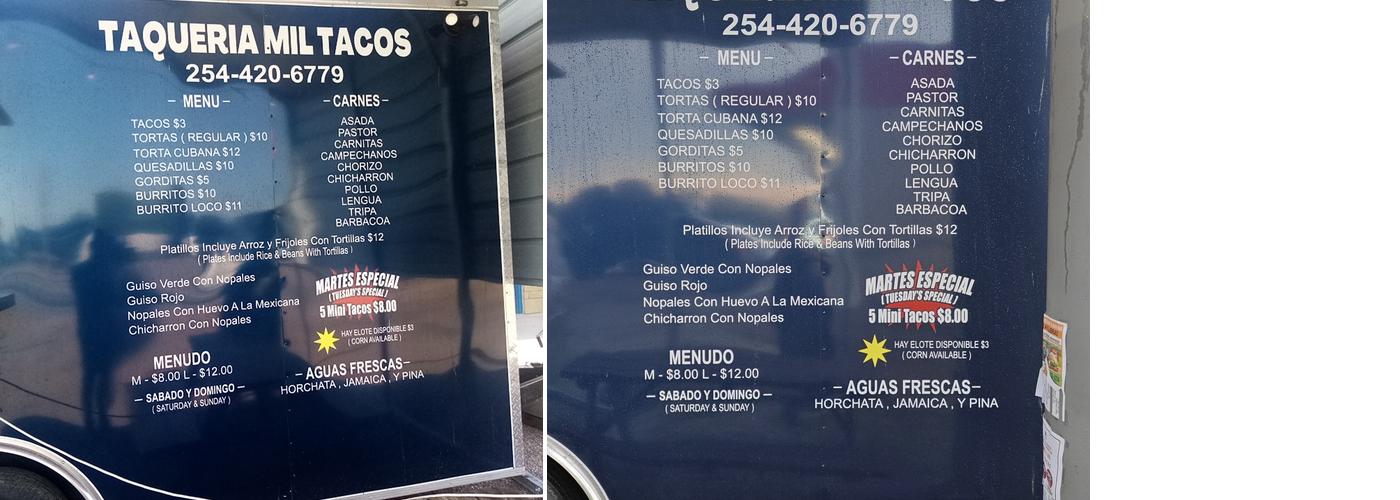 TAQUERIA MIL TACOS
254-420-6779
– MENU –
TACOS $3
TORTAS ( REGULAR ) $10
TORTA CUBANA $12
QUESADILLAS $10
GORDITAS $5
BURRITOS $10
BURRITO LOCO $11
– CARNES –
ASADA
PASTOR
CARNITAS
CAMPECHANOS
CHORIZO
CHICHARRON
POLLO
LENGUA
TRIPA
BARBACOA
Platillos Incluye Arroz y Frijoles Con Tortillas $12
( Plates Include Rice & Beans With Tortillas )
Guiso Verde Con Nopales
Guiso Rojo
Nopales Con Huevo A La Mexicana
Chicharron Con Nopales
MARTES ESPECIAL
( TUESDAY'S SPECIAL )
5 Mini Tacos $8.00
HAY ELOTE DISPONIBLE $3
( CORN AVAILABLE )
MENUDO
M - $8.00 L - $12.00
– SABADO Y DOMINGO –
( SATURDAY & SUNDAY )
– AGUAS FRESCAS –
HORCHATA , JAMAICA , Y PINA
254-420-6779
– MENU –
TACOS $3
TORTAS ( REGULAR ) $10
TORTA CUBANA $12
QUESADILLAS $10
GORDITAS $5
BURRITOS $10
BURRITO LOCO $11
– CARNES –
ASADA
PASTOR
CARNITAS
CAMPECHANOS
CHORIZO
CHICHARRON
POLLO
LENGUA
TRIPA
BARBACOA
Platillos Incluye Arroz y Frijoles Con Tortillas $12
( Plates Include Rice & Beans With Tortillas )
Guiso Verde Con Nopales
Guiso Rojo
Nopales Con Huevo A La Mexicana
Chicharron Con Nopales
MARTES ESPECIAL
( TUESDAY'S SPECIAL )
5 Mini Tacos $8.00
HAY ELOTE DISPONIBLE $3
( CORN AVAILABLE )
MENUDO
M - $8.00 L - $12.00
– SABADO Y DOMINGO –
( SATURDAY & SUNDAY )
– AGUAS FRESCAS –
HORCHATA , JAMAICA , Y PINA